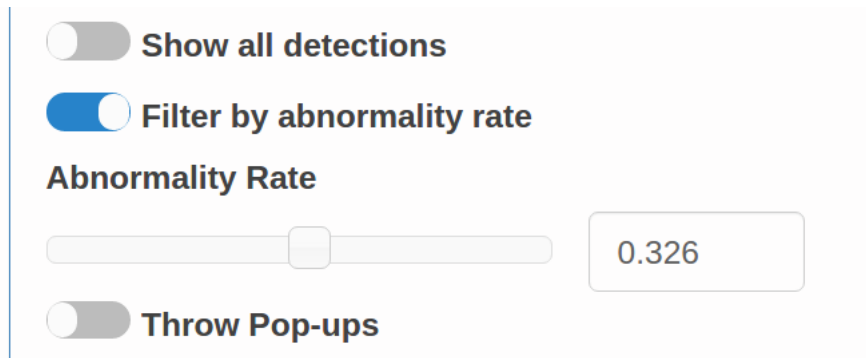 Show all detections
Filter by abnormality rate
Abnormality Rate
0.326
Throw Pop-ups